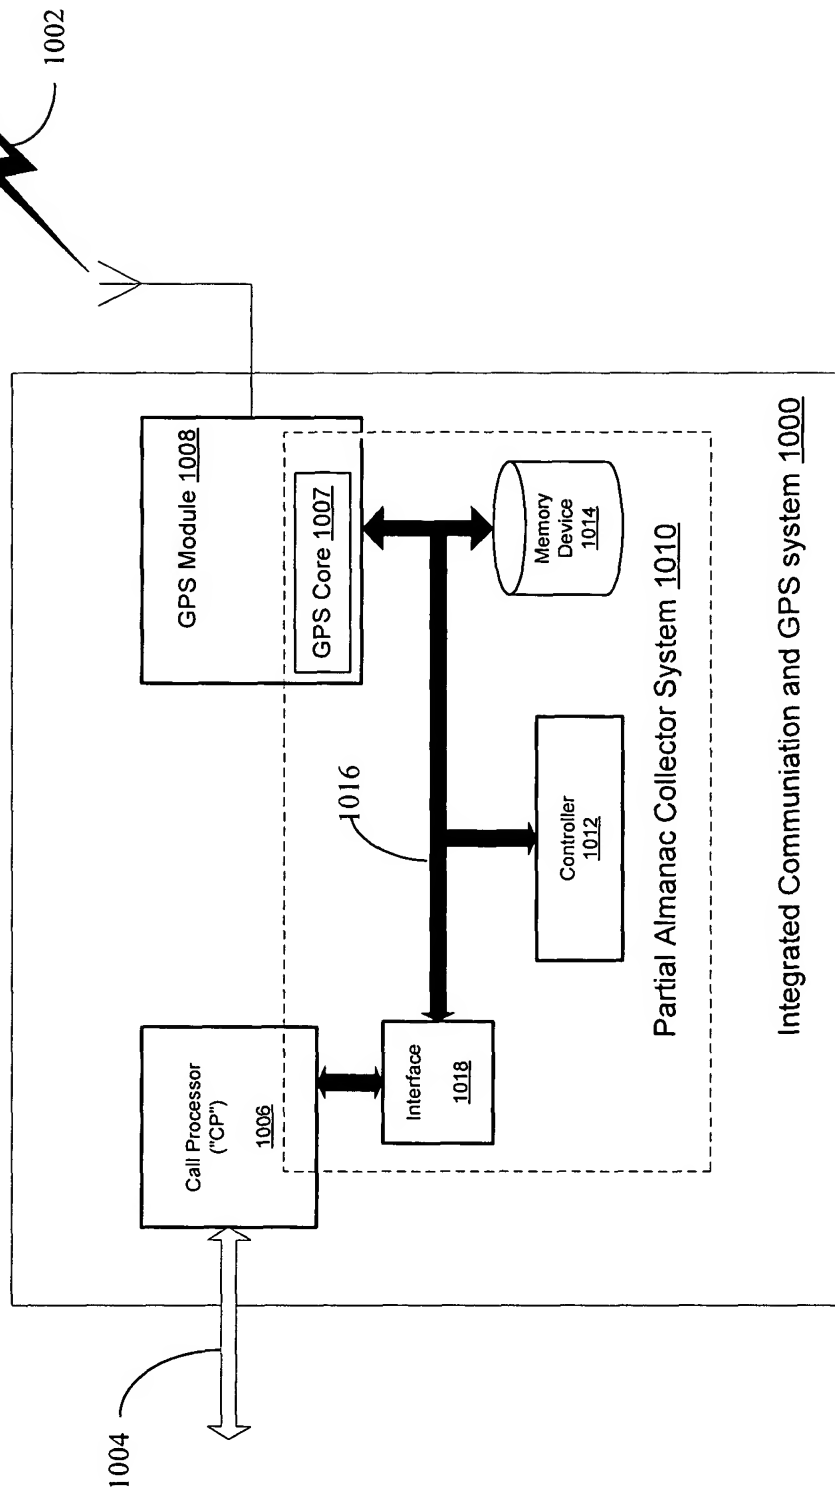 1002
1004
Call Processor
("CP")
1006
GPS Module 1008
GPS Core 1007
1016
Interface
1018
Controller
1012
Memory
Device
1014
Partial Almanac Collector System 1010
Integrated Communiation and GPS system 1000